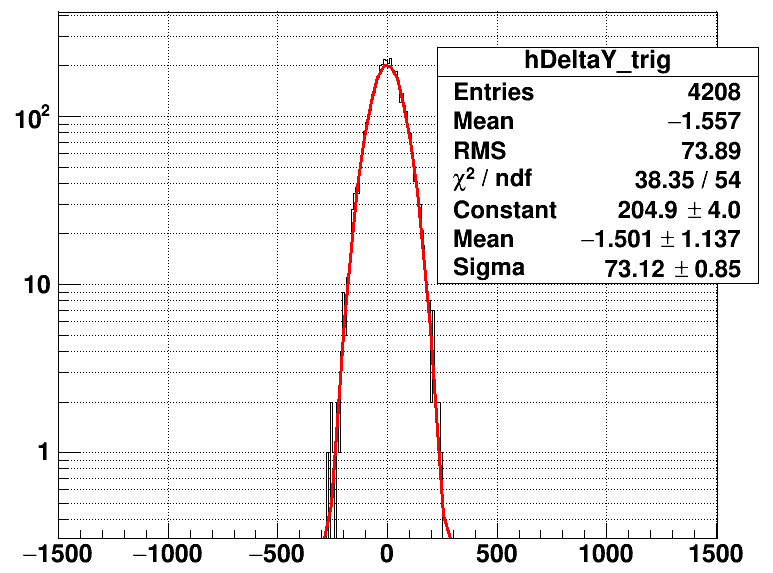 hDeltaY_trig
Entries 4208
Mean −1.557
RMS 73.89
χ² / ndf 38.35 / 54
Constant 204.9 ± 4.0
Mean −1.501 ± 1.137
Sigma 73.12 ± 0.85
10²
10
1
−1500 −1000 −500 0 500 1000 1500